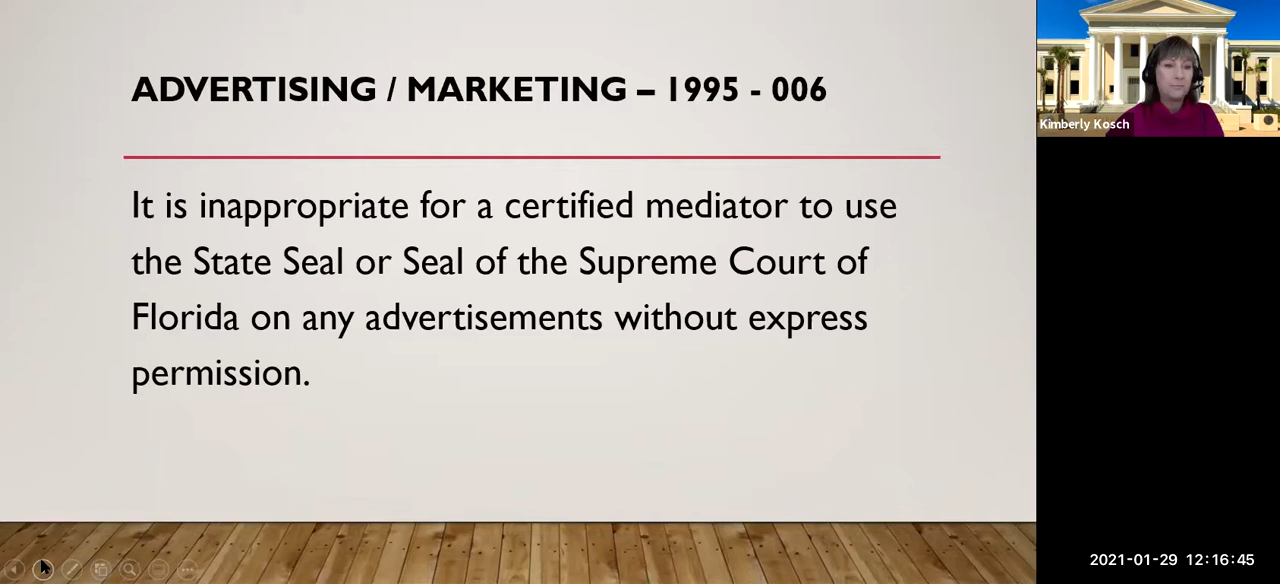 ADVERTISING / MARKETING – 1995 - 006
It is inappropriate for a certified mediator to use
the State Seal or Seal of the Supreme Court of
Florida on any advertisements without express
permission.
Kimberly Kosch
2021-01-29 12:16:45